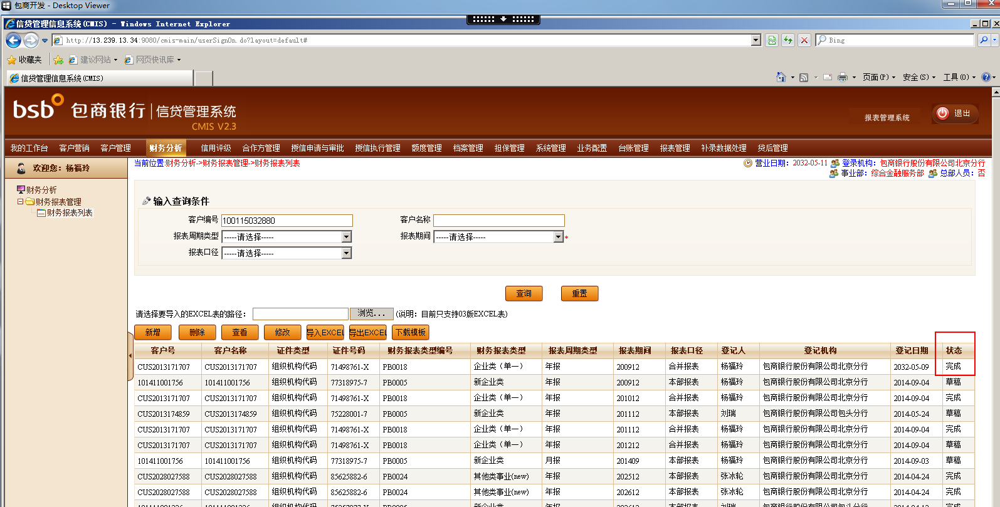 包商开发 - Desktop Viewer
信贷管理信息系统(CMIS) - Windows Internet Explorer
http://13.239.13.34:9080/cmis-main/userSignOn.do?layout=default#
Bing
收藏夹 建议网站 网页快讯库
信贷管理信息系统(CMIS)
页面(P) 安全(S) 工具(O)
bsb 包商银行 | 信贷管理系统
CMIS V2.3
报表管理系统 退出
我的工作台 客户营销 客户管理 财务分析 信用评级 合作方管理 授信申请与审批 授信执行管理 额度管理 档案管理 担保管理 系统管理 业务配置 台账管理 报表管理 补录数据处理 贷后管理
欢迎您：杨福玲
当前位置:财务分析->财务报表管理->财务报表列表
营业日期： 2032-05-11 登录机构： 包商银行股份有限公司北京分行
事业部： 综合金融服务部 总部人员： 否
财务分析
财务报表管理
财务报表列表
输入查询条件
客户编号 100115032880 客户名称
报表周期类型 -----请选择----- 报表期间 -----请选择----- *
报表口径 -----请选择-----
查询 重置
请选择要导入的EXCEL表的路径： 浏览... (说明：目前只支持03版EXCEL表)
新增 删除 查看 修改 导入EXCEL 导出EXCEL 下载模板
客户号 客户名称 证件类型 证件号码 财务报表类型编号 财务报表类型 报表周期类型 报表期间 报表口径 登记人 登记机构 登记日期 状态
CUS2013171707 CUS2013171707 组织机构代码 71498761-X PB0018 企业类（单一） 年报 200912 合并报表 杨福玲 包商银行股份有限公司北京分行 2032-05-09 完成
101411001756 101411001756 组织机构代码 77318975-7 PB0005 新企业类 年报 200912 本部报表 杨福玲 包商银行股份有限公司北京分行 2014-09-04 草稿
CUS2013171707 CUS2013171707 组织机构代码 71498761-X PB0018 企业类（单一） 年报 201012 合并报表 杨福玲 包商银行股份有限公司北京分行 2014-09-04 完成
CUS2013174859 CUS2013174859 组织机构代码 75228001-7 PB0005 新企业类 年报 201112 本部报表 刘瑞 包商银行股份有限公司包头分行 2014-05-24 草稿
CUS2013171707 CUS2013171707 组织机构代码 71498761-X PB0018 企业类（单一） 年报 201112 合并报表 杨福玲 包商银行股份有限公司北京分行 2014-09-04 完成
CUS2013171707 CUS2013171707 组织机构代码 71498761-X PB0018 企业类（单一） 年报 201212 合并报表 杨福玲 包商银行股份有限公司北京分行 2014-09-04 草稿
101411001756 101411001756 组织机构代码 77318975-7 PB0005 新企业类 月报 201409 本部报表 杨福玲 包商银行股份有限公司北京分行 2014-09-03 草稿
CUS2028027588 CUS2028027588 组织机构代码 85625882-6 PB0024 其他类事业(new) 年报 202512 本部报表 张冰轮 包商银行股份有限公司北京分行 2014-04-24 完成
CUS2028027588 CUS2028027588 组织机构代码 85625882-6 PB0024 其他类事业(new) 年报 202612 本部报表 张冰轮 包商银行股份有限公司北京分行 2014-04-24 完成